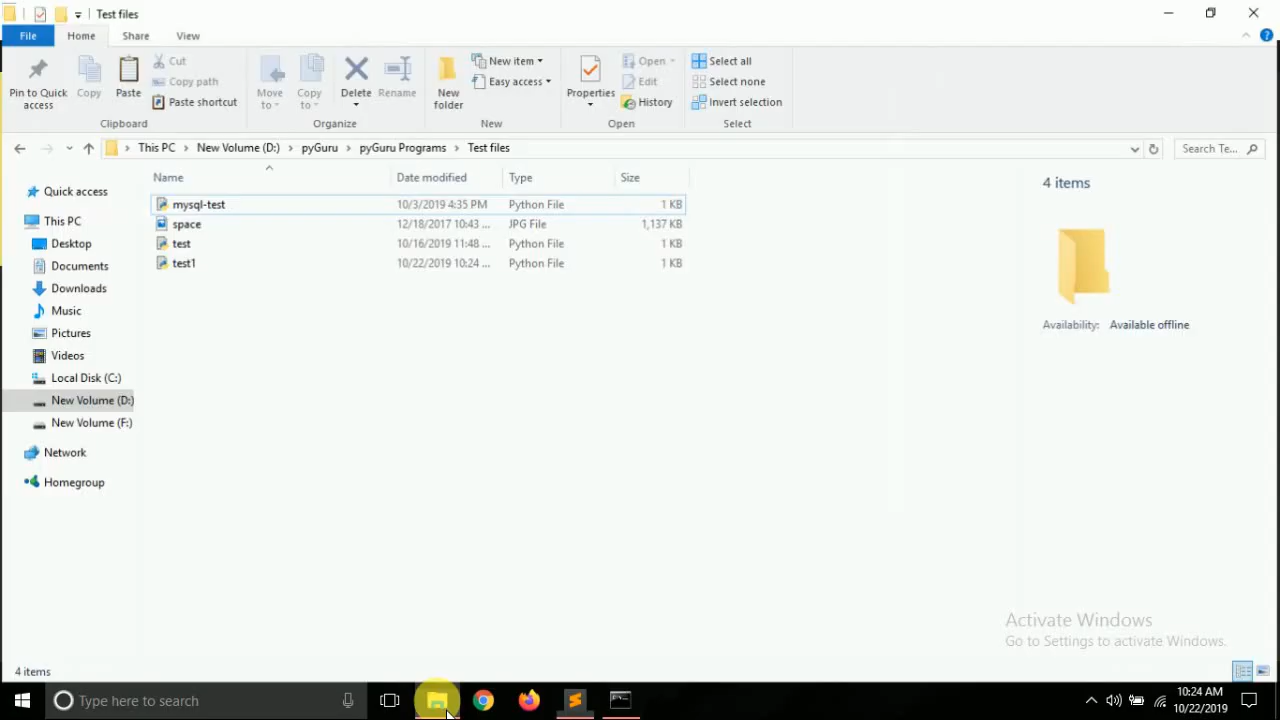 Test files
File Home Share View
Pin to Quick access
Copy
Paste
Cut
Copy path
Paste shortcut
Clipboard
Move to
Copy to
Delete
Rename
Organize
New folder
New item
Easy access
New
Properties
Open
Edit
History
Open
Select all
Select none
Invert selection
Select
This PC > New Volume (D:) > pyGuru > pyGuru Programs > Test files
Search Te...
Name Date modified Type Size
mysql-test 10/3/2019 4:35 PM Python File 1 KB
space 12/18/2017 10:43 ... JPG File 1,137 KB
test 10/16/2019 11:48 ... Python File 1 KB
test1 10/22/2019 10:24 ... Python File 1 KB
Quick access
This PC
Desktop
Documents
Downloads
Music
Pictures
Videos
Local Disk (C:)
New Volume (D:)
New Volume (F:)
Network
Homegroup
4 items
Availability: Available offline
Activate Windows
Go to Settings to activate Windows.
4 items
Type here to search
10:24 AM
10/22/2019